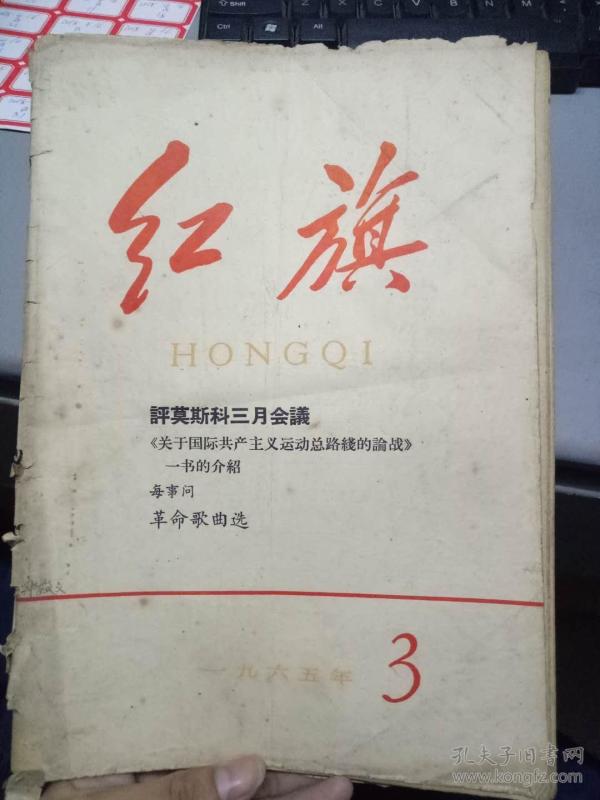 红旗
HONGQI
評莫斯科三月会議
《关于国际共产主义运动总路綫的論战》
一书的介紹
每事问
革命歌曲选
一九六五年 3
孔夫子旧书网
www.kongfz.com